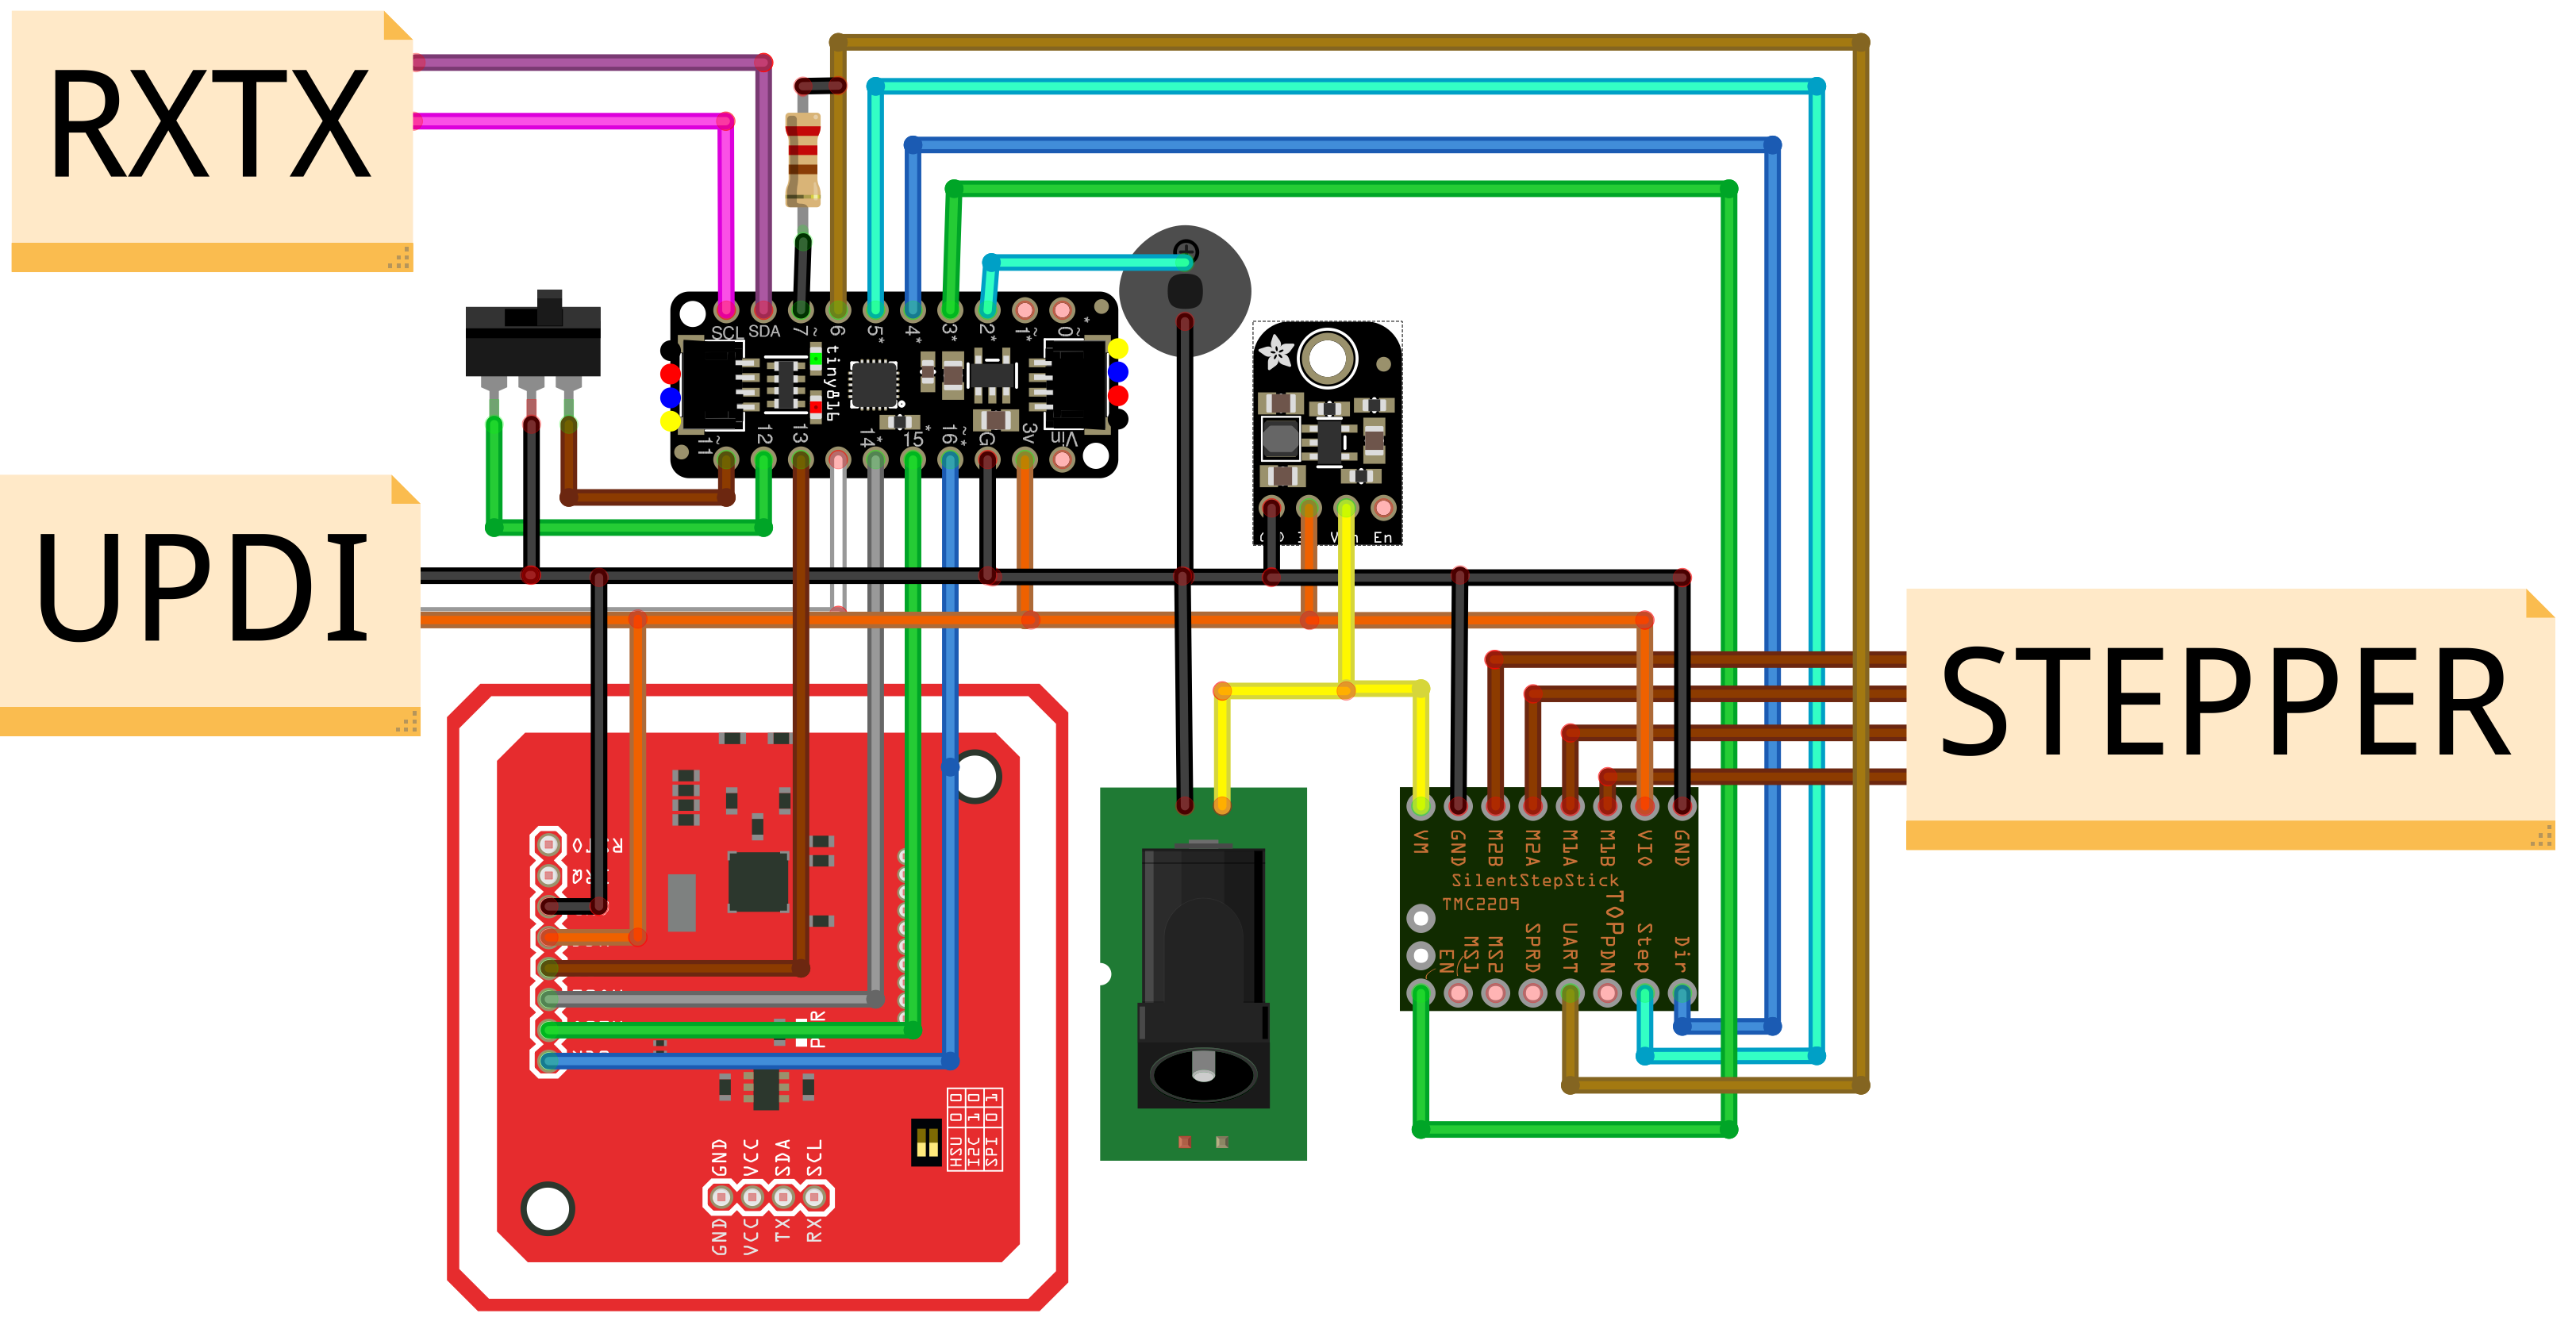 RXTX
UPDI
STEPPER
SCL SDA 7~ 6 5* 4* 3* 2~* 1~* 0~*
tiny816
11~ 12 13 14* 15* 16~* G 3V Vin
En
VM GND M2B M2A M1A M1B VIO GND
SilentStepStick
TMC2209
TOP
EN MS1 MS2 SPRD UART PDN Step Dir
PWR
HSU 0 0
I2C 1 0
SPI 0 1
GND VCC SDA SCL
GND VCC TX RX